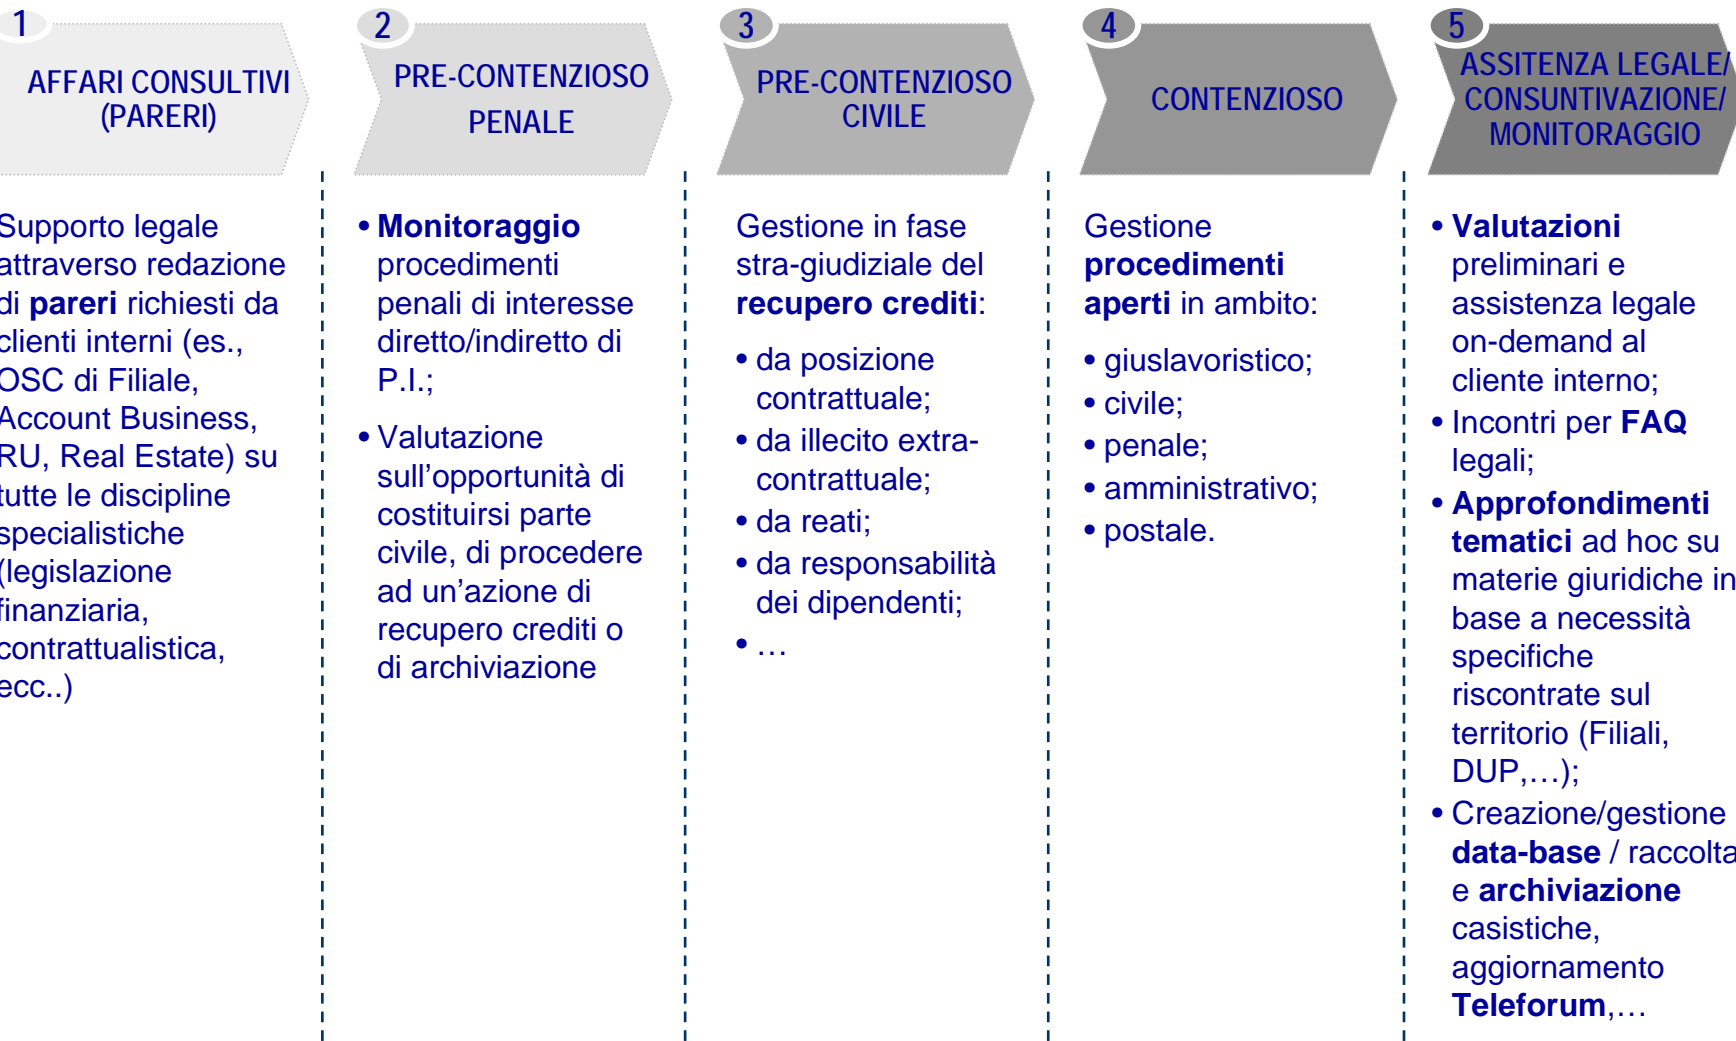 1
AFFARI CONSULTIVI
(PARERI)
Supporto legale
attraverso redazione
di pareri richiesti da
clienti interni (es.,
OSC di Filiale,
Account Business,
RU, Real Estate) su
tutte le discipline
specialistiche
(legislazione
finanziaria,
contrattualistica,
ecc..)
2
PRE-CONTENZIOSO
PENALE
• Monitoraggio
procedimenti
penali di interesse
diretto/indiretto di
P.I.;
• Valutazione
sull’opportunità di
costituirsi parte
civile, di procedere
ad un’azione di
recupero crediti o
di archiviazione
3
PRE-CONTENZIOSO
CIVILE
Gestione in fase
stra-giudiziale del
recupero crediti:
• da posizione
contrattuale;
• da illecito extra-
contrattuale;
• da reati;
• da responsabilità
dei dipendenti;
• …
4
CONTENZIOSO
Gestione
procedimenti
aperti in ambito:
• giuslavoristico;
• civile;
• penale;
• amministrativo;
• postale.
5
ASSITENZA LEGALE/
CONSUNTIVAZIONE/
MONITORAGGIO
• Valutazioni
preliminari e
assistenza legale
on-demand al
cliente interno;
• Incontri per FAQ
legali;
• Approfondimenti
tematici ad hoc su
materie giuridiche in
base a necessità
specifiche
riscontrate sul
territorio (Filiali,
DUP,…);
• Creazione/gestione
data-base / raccolta
e archiviazione
casistiche,
aggiornamento
Teleforum,…